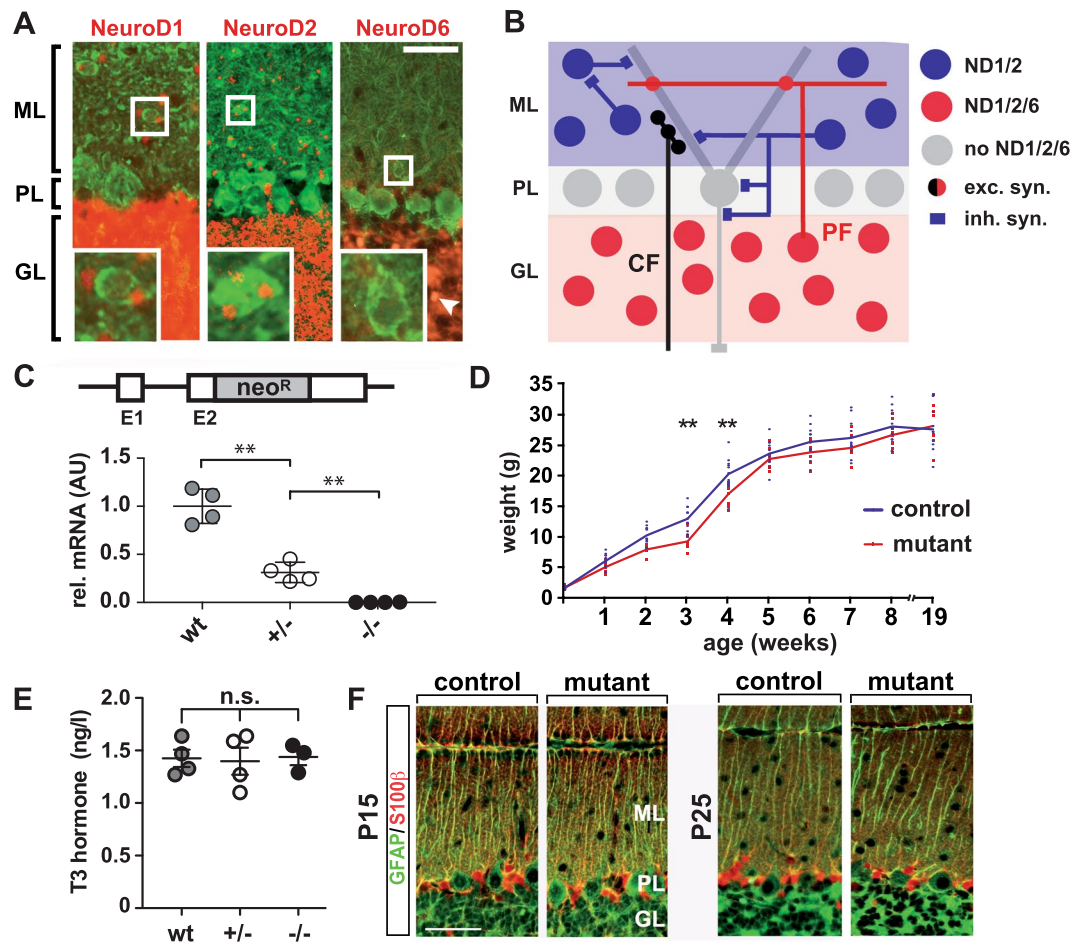 A
NeuroD1 NeuroD2 NeuroD6
ML
PL
GL
B
ML
PL
GL
CF
PF
ND1/2
ND1/2/6
no ND1/2/6
exc. syn.
inh. syn.
C
neoR
E1 E2
rel. mRNA (AU)
1.5
1.0
0.5
0.0
** **
wt +/- -/-
D
weight (g)
35
30
25
20
15
10
5
0
** **
control
mutant
1 2 3 4 5 6 7 8 19
age (weeks)
E
T3 hormone (ng/l)
2.0
1.5
1.0
0.5
0
n.s.
wt +/- -/-
F
control mutant control mutant
P15
GFAP/S100β
ML
PL
GL
P25